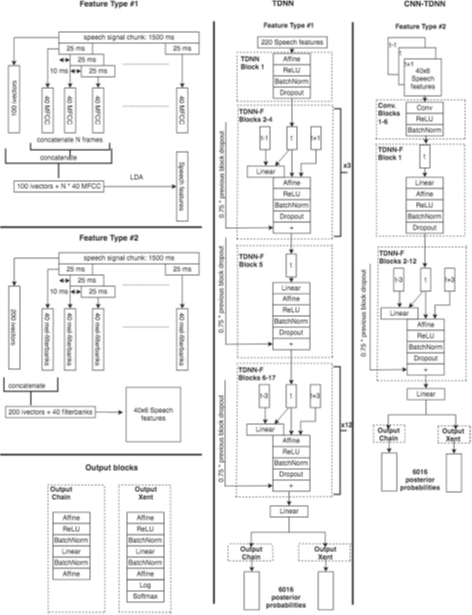 Feature Type #1
speech signal chunk: 1500 ms
25 ms
25 ms
10 ms
25 ms
100 ivectors
40 MFCC
40 MFCC
40 MFCC
40 MFCC
concatenate N frames
concatenate
100 ivectors + N * 40 MFCC
LDA
Speech features
Feature Type #2
speech signal chunk: 1500 ms
25 ms
25 ms
10 ms
25 ms
200 ivectors
40 mel-filterbanks
40 mel-filterbanks
40 mel-filterbanks
40 mel-filterbanks
concatenate
200 ivectors + 40 filterbanks
40x6 Speech
features
Output blocks
Output
Chain
Affine
ReLU
BatchNorm
Linear
BatchNorm
Affine
Output
Xent
Affine
ReLU
BatchNorm
Linear
BatchNorm
Affine
Log
Softmax
TDNN
Feature Type #1
220 Speech features
TDNN
Block 1
Affine
ReLU
BatchNorm
Dropout
TDNN-F
Blocks 2-4
t-1
t
t+1
Linear
Affine
ReLU
BatchNorm
Dropout
+
0.75 * previous block dropout
x3
TDNN-F
Block 5
t
Linear
Affine
ReLU
BatchNorm
Dropout
+
0.75 * previous block dropout
TDNN-F
Blocks 6-17
t-3
t
t+3
Linear
Affine
ReLU
BatchNorm
Dropout
+
0.75 * previous block dropout
x12
Linear
Output
Chain
Output
Xent
6016
posterior
probabilities
CNN-TDNN
Feature Type #2
t-1
t
t+1
40x6
Speech
features
Conv.
Blocks
1-6
Conv
ReLU
BatchNorm
TDNN-F
Block 1
t
Linear
Affine
ReLU
BatchNorm
Dropout
TDNN-F
Blocks 2-12
t-3
t
t+3
Linear
Affine
ReLU
BatchNorm
Dropout
+
0.75 * previous block dropout
Linear
Output
Chain
Output
Xent
6016
posterior
probabilities